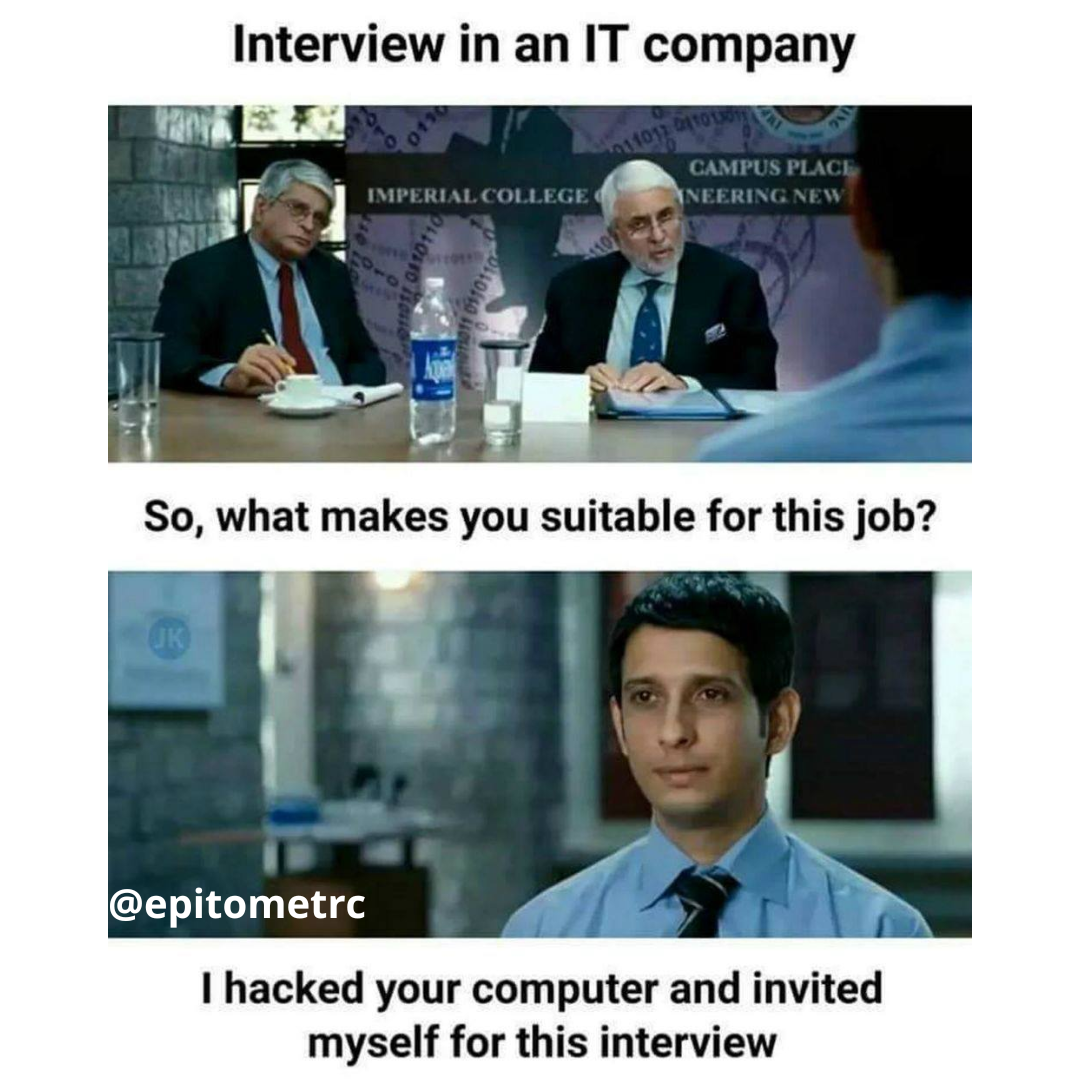 Interview in an IT company
CAMPUS PLACE
IMPERIAL COLLEGE
NEERING NEW
So, what makes you suitable for this job?
JK
@epitometrc
I hacked your computer and invited
myself for this interview